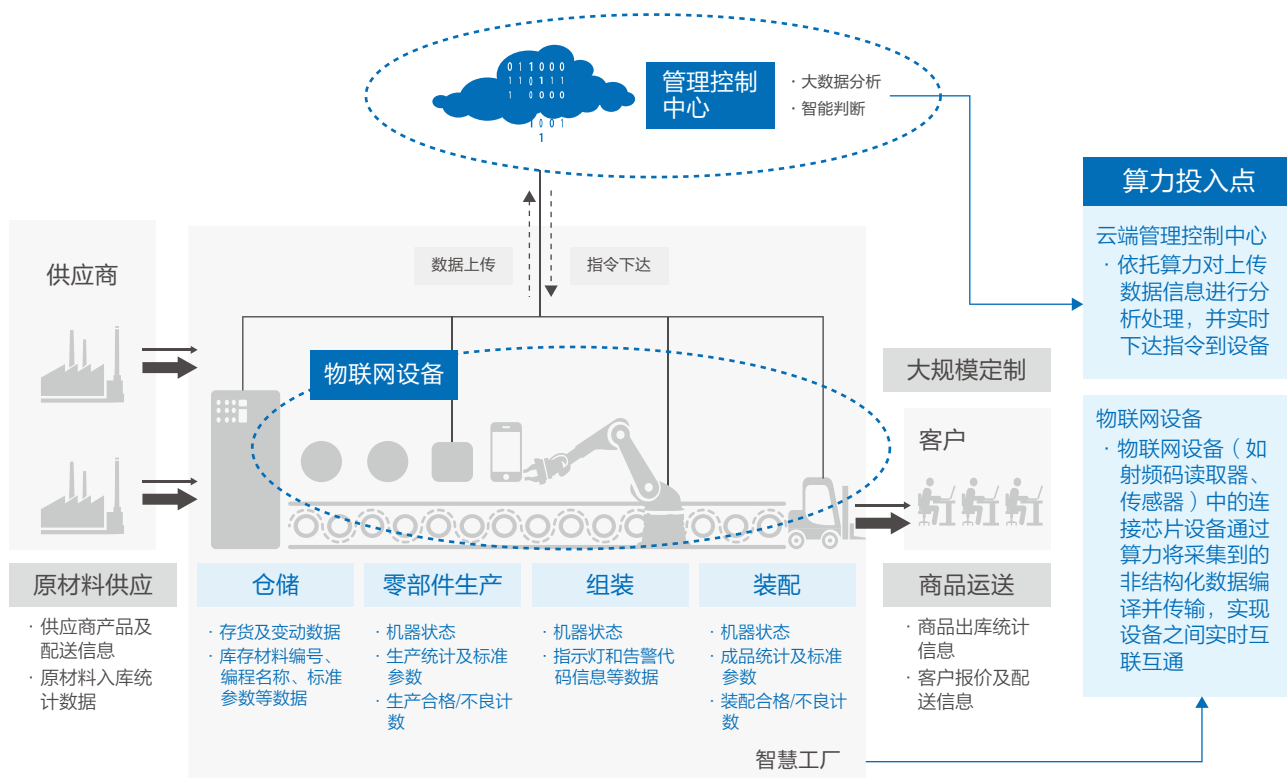 011000
110111
1 0000
1001
1
管理控制
中心
· 大数据分析
· 智能判断
算力投入点
云端管理控制中心
· 依托算力对上传
数据信息进行分
析处理，并实时
下达指令到设备
供应商
数据上传
指令下达
物联网设备
大规模定制
客户
物联网设备
· 物联网设备（如
射频码读取器、
传感器）中的连
接芯片设备通过
算力将采集到的
非结构化数据编
译并传输，实现
设备之间实时互
联互通
原材料供应
· 供应商产品及
配送信息
· 原材料入库统
计数据
仓储
· 存货及变动数据
· 库存材料编号、
编程名称、标准
参数等数据
零部件生产
· 机器状态
· 生产统计及标准
参数
· 生产合格/不良计
数
组装
· 机器状态
· 指示灯和告警代
码信息等数据
装配
· 机器状态
· 成品统计及标准
参数
· 装配合格/不良计
数
商品运送
· 商品出库统计
信息
· 客户报价及配
送信息
智慧工厂